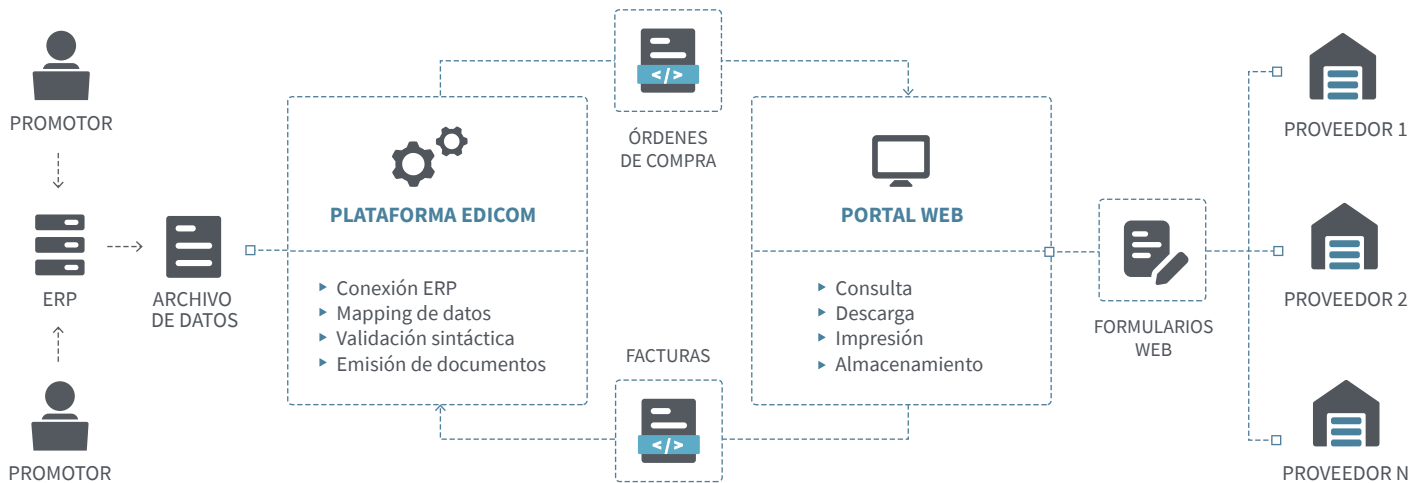 PROMOTOR
ERP
PROMOTOR
ARCHIVO
DE DATOS
PLATAFORMA EDICOM
Conexión ERP
Mapping de datos
Validación sintáctica
Emisión de documentos
</>
ÓRDENES
DE COMPRA
FACTURAS
</>
PORTAL WEB
Consulta
Descarga
Impresión
Almacenamiento
FORMULARIOS
WEB
PROVEEDOR 1
PROVEEDOR 2
PROVEEDOR N